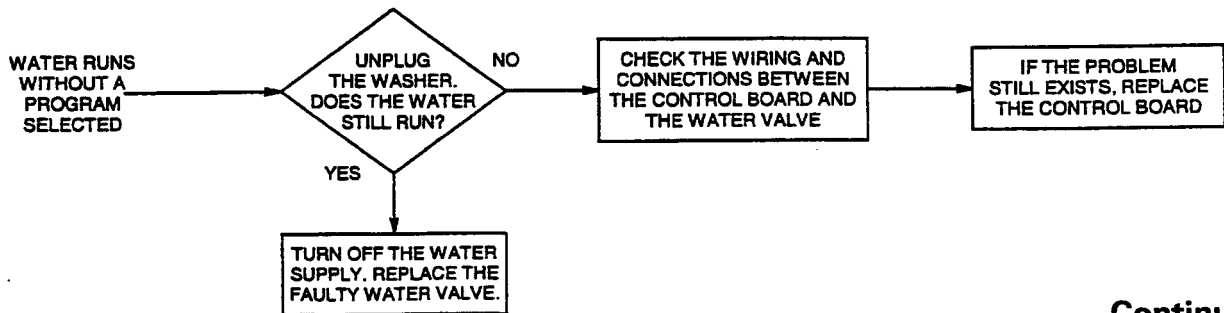 WATER RUNS
WITHOUT A
PROGRAM
SELECTED
UNPLUG
THE WASHER.
DOES THE WATER
STILL RUN?
NO
CHECK THE WIRING AND
CONNECTIONS BETWEEN
THE CONTROL BOARD AND
THE WATER VALVE
IF THE PROBLEM
STILL EXISTS, REPLACE
THE CONTROL BOARD
YES
TURN OFF THE WATER
SUPPLY. REPLACE THE
FAULTY WATER VALVE.